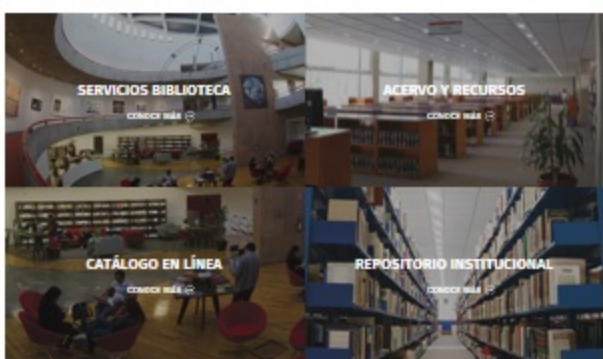 SERVICIOS BIBLIOTECA
CONOCE MÁS
ACERVO Y RECURSOS
CONOCE MÁS
CATÁLOGO EN LÍNEA
CONOCE MÁS
REPOSITORIO INSTITUCIONAL
CONOCE MÁS